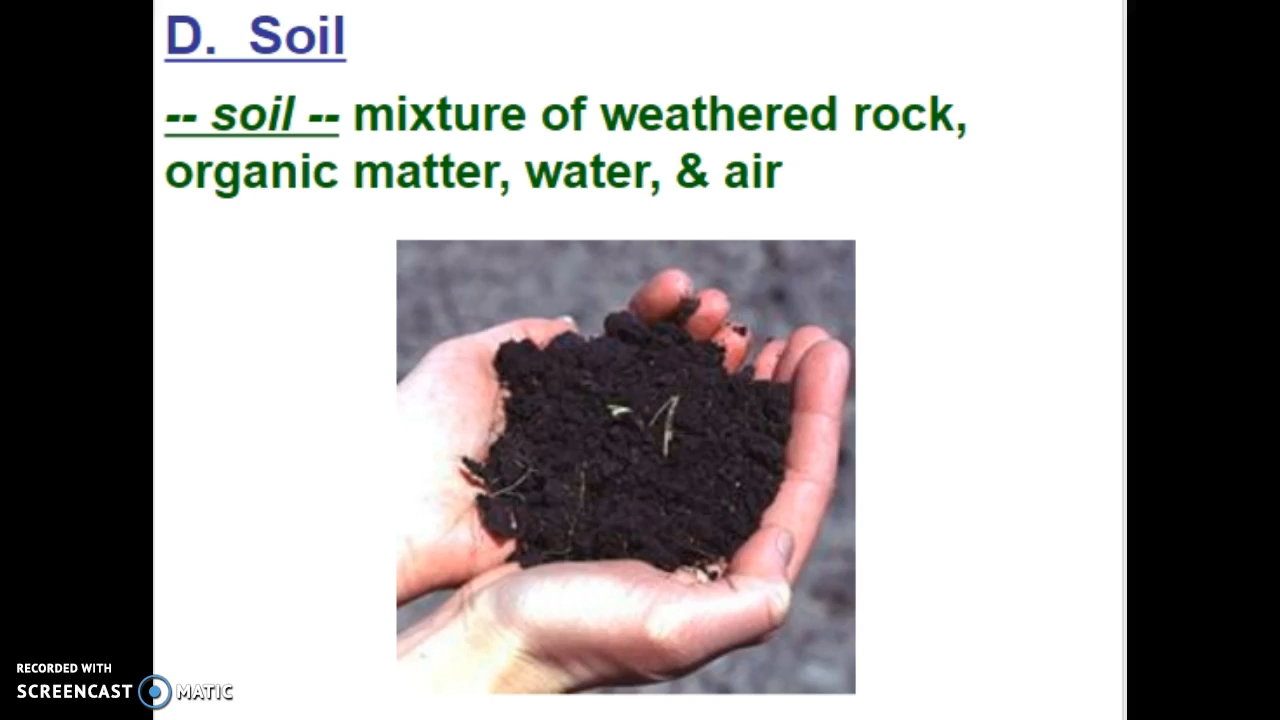 D. Soil
-- soil -- mixture of weathered rock,
organic matter, water, & air
RECORDED WITH
SCREENCAST MATIC